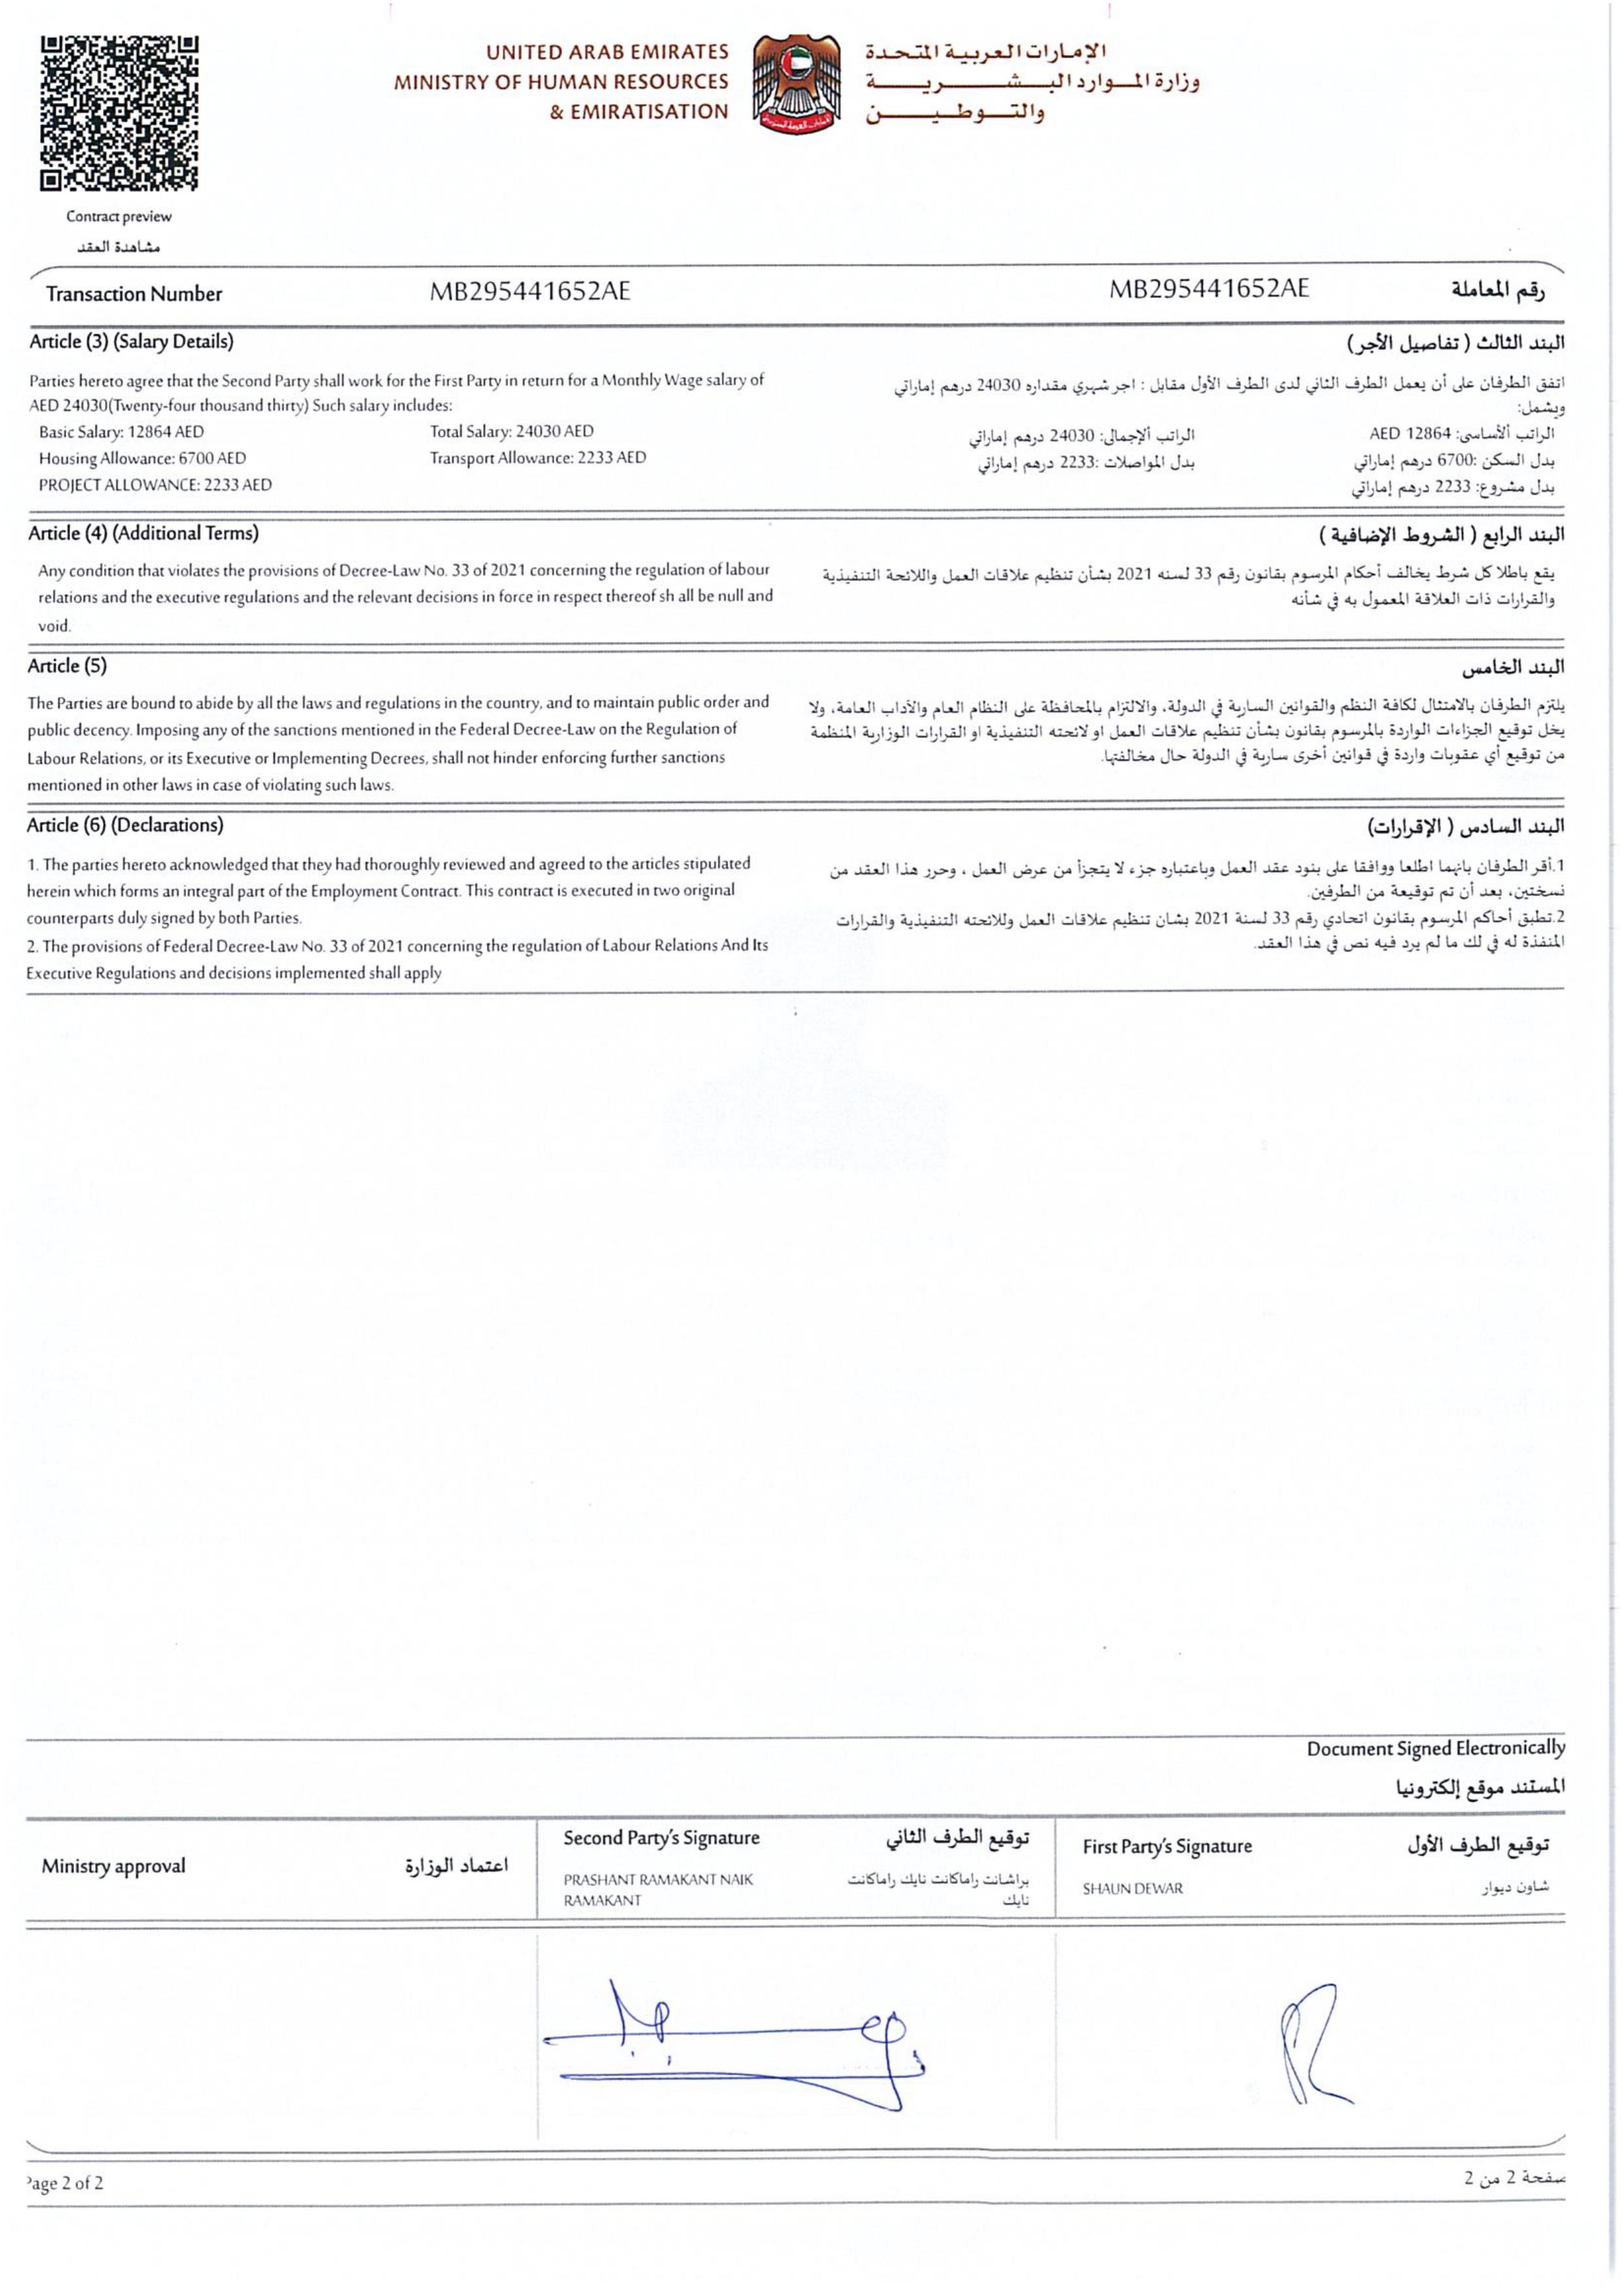 UNITED ARAB EMIRATES
MINISTRY OF HUMAN RESOURCES
& EMIRATISATION
الإمارات العربية المتحدة
وزارة الموارد البشرية
والتوطين
Contract preview
مشاهدة العقد
Transaction Number MB295441652AE MB295441652AE رقم المعاملة
Article (3) (Salary Details)
Parties hereto agree that the Second Party shall work for the First Party in return for a Monthly Wage salary of
AED 24030(Twenty-four thousand thirty) Such salary includes:
Basic Salary: 12864 AED Total Salary: 24030 AED
Housing Allowance: 6700 AED Transport Allowance: 2233 AED
PROJECT ALLOWANCE: 2233 AED
البند الثالث ( تفاصيل الأجر)
اتفق الطرفان على أن يعمل الطرف الثاني لدى الطرف الأول مقابل : اجر شهري مقداره 24030 درهم إماراتي
ويشمل:
الراتب ألأساسي: 12864 AED الراتب ألإجمالى: 24030 درهم إماراتي
بدل السكن :6700 درهم إماراتي بدل المواصلات :2233 درهم إماراتي
بدل مشروع: 2233 درهم إماراتي
Article (4) (Additional Terms)
Any condition that violates the provisions of Decree-Law No. 33 of 2021 concerning the regulation of labour
relations and the executive regulations and the relevant decisions in force in respect thereof sh all be null and
void.
البند الرابع ( الشروط الإضافية )
يقع باطلا كل شرط يخالف أحكام المرسوم بقانون رقم 33 لسنه 2021 بشأن تنظيم علاقات العمل واللائحة التنفيذية
والقرارات ذات العلاقة المعمول به في شأنه
Article (5)
The Parties are bound to abide by all the laws and regulations in the country, and to maintain public order and
public decency. Imposing any of the sanctions mentioned in the Federal Decree-Law on the Regulation of
Labour Relations, or its Executive or Implementing Decrees, shall not hinder enforcing further sanctions
mentioned in other laws in case of violating such laws.
البند الخامس
يلتزم الطرفان بالامتثال لكافة النظم والقوانين السارية في الدولة، والالتزام بالمحافظة على النظام العام والأداب العامة، ولا
يخل توقيع الجزاءات الواردة بالمرسوم بقانون بشأن تنظيم علاقات العمل او لائحته التنفيذية او القرارات الوزارية المنظمة
من توقيع أي عقوبات واردة في قوانين أخرى سارية في الدولة حال مخالفتها.
Article (6) (Declarations)
1. The parties hereto acknowledged that they had thoroughly reviewed and agreed to the articles stipulated
herein which forms an integral part of the Employment Contract. This contract is executed in two original
counterparts duly signed by both Parties.
2. The provisions of Federal Decree-Law No. 33 of 2021 concerning the regulation of Labour Relations And Its
Executive Regulations and decisions implemented shall apply
البند السادس ( الإقرارات)
1.أقر الطرفان بانهما اطلعا ووافقا على بنود عقد العمل وباعتباره جزء لا يتجزأ من عرض العمل ، وحرر هذا العقد من
نسختين، بعد أن تم توقيعة من الطرفين.
2.تطبق أحاكم المرسوم بقانون اتحادي رقم 33 لسنة 2021 بشان تنظيم علاقات العمل وللائحته التنفيذية والقرارات
المنفذة له في لك ما لم يرد فيه نص في هذا العقد.
Document Signed Electronically
المستند موقع إلكترونيا
Ministry approval اعتماد الوزارة
Second Party's Signature توقيع الطرف الثاني
PRASHANT RAMAKANT NAIK
RAMAKANT
براشانت راماكانت نايك راماكانت
نايك
First Party's Signature توقيع الطرف الأول
SHAUN DEWAR شاون ديوار
Page 2 of 2 صفحة 2 من 2